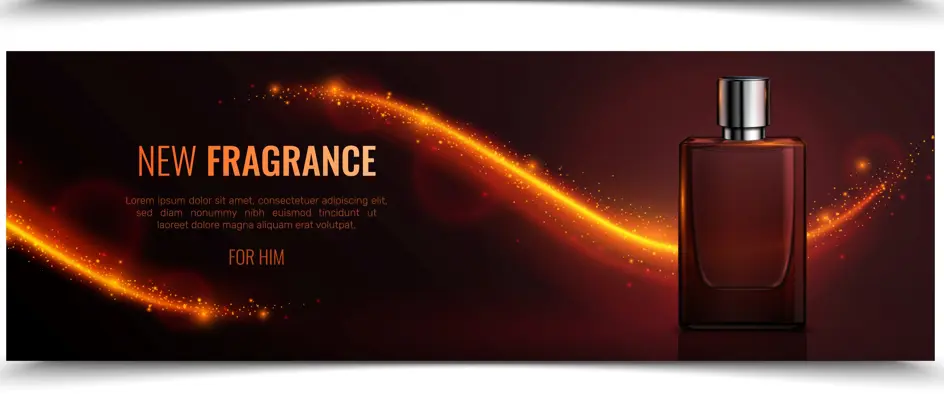 NEW FRAGRANCE
Lorem ipsum dolor sit amet, consectetuer adipiscing elit,
sed diam nonummy nibh euismod tincidunt ut
laoreet dolore magna aliquam erat volutpat.
FOR HIM